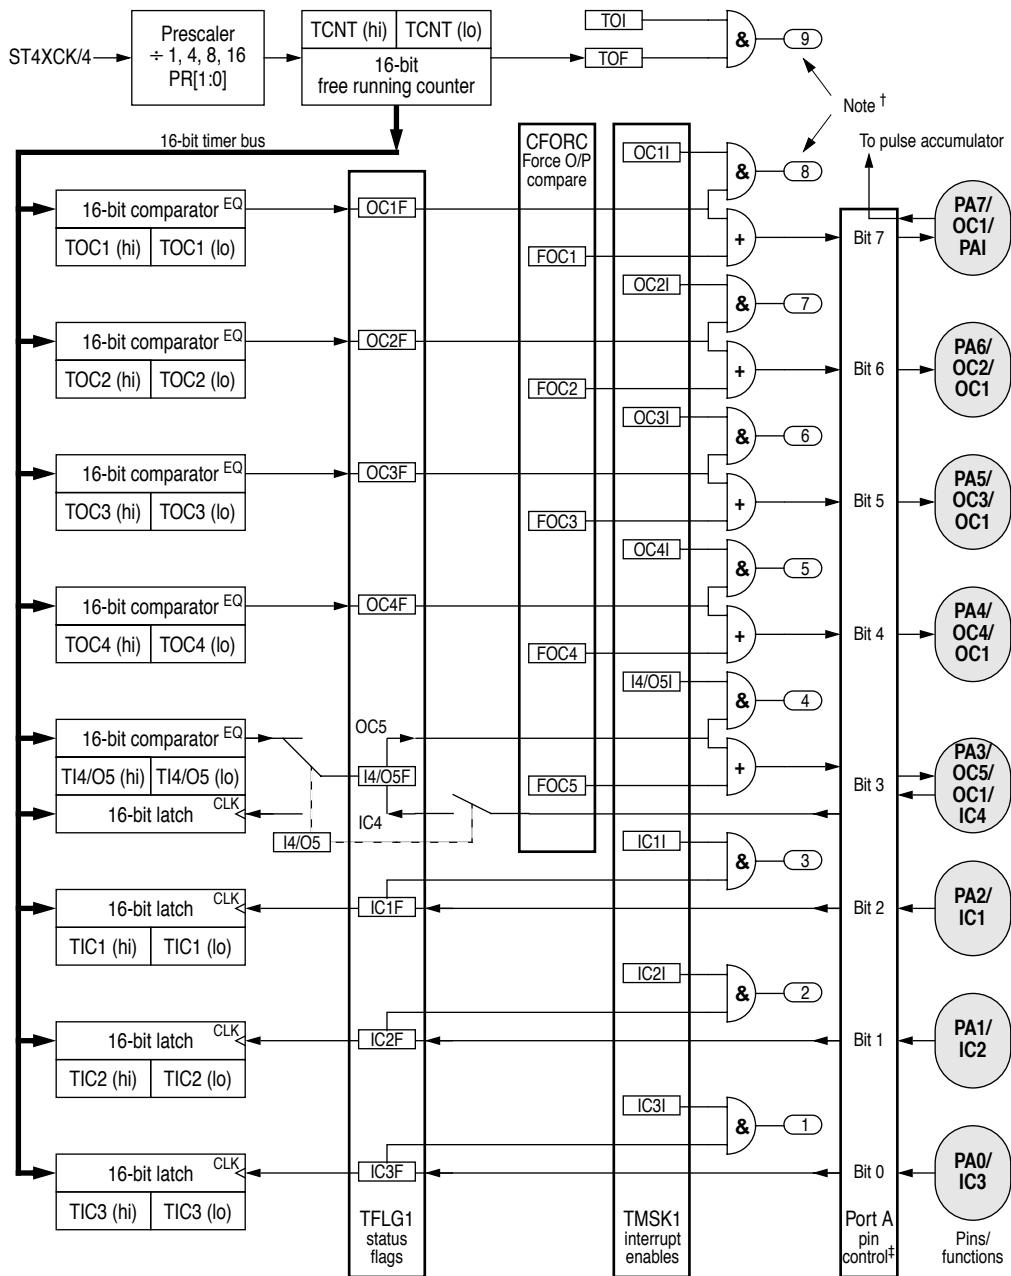 ST4XCK/4
Prescaler
÷ 1, 4, 8, 16
PR[1:0]
TCNT (hi) TCNT (lo)
16-bit
free running counter
TOI
TOF
&
9
Note †
16-bit timer bus
CFORC
Force O/P
compare
To pulse accumulator
OC1I
&
8
16-bit comparator EQ
TOC1 (hi) TOC1 (lo)
OC1F
FOC1
+
Bit 7
PA7/
OC1/
PAI
OC2I
&
7
16-bit comparator EQ
TOC2 (hi) TOC2 (lo)
OC2F
FOC2
+
Bit 6
PA6/
OC2/
OC1
OC3I
&
6
16-bit comparator EQ
TOC3 (hi) TOC3 (lo)
OC3F
FOC3
+
Bit 5
PA5/
OC3/
OC1
OC4I
&
5
16-bit comparator EQ
TOC4 (hi) TOC4 (lo)
OC4F
FOC4
+
Bit 4
PA4/
OC4/
OC1
I4/O5I
&
4
16-bit comparator EQ
TI4/O5 (hi) TI4/O5 (lo)
16-bit latch CLK
OC5
I4/O5F
IC4
I4/O5
FOC5
+
Bit 3
PA3/
OC5/
OC1/
IC4
IC1I
&
3
16-bit latch CLK
TIC1 (hi) TIC1 (lo)
IC1F
Bit 2
PA2/
IC1
IC2I
&
2
16-bit latch CLK
TIC2 (hi) TIC2 (lo)
IC2F
Bit 1
PA1/
IC2
IC3I
&
1
16-bit latch CLK
TIC3 (hi) TIC3 (lo)
IC3F
Bit 0
PA0/
IC3
TFLG1
status
flags
TMSK1
interrupt
enables
Port A
pin
control‡
Pins/
functions